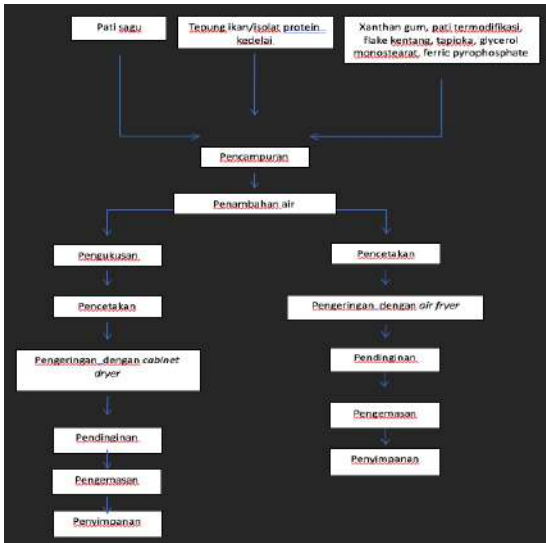 Pati sagu
Tepung ikan/isolat protein
kedelai
Xanthan gum, pati termodifikasi,
flake kentang, tapioka, glycerol
monostearat, ferric pyrophosphate
Pencampuran
Penambahan air
Pengukusan
Pencetakan
Pengeringan dengan cabinet
dryer
Pendinginan
Pengemasan
Penyimpanan
Pencetakan
Pengeringan dengan air fryer
Pendinginan
Pengemasan
Penyimpanan